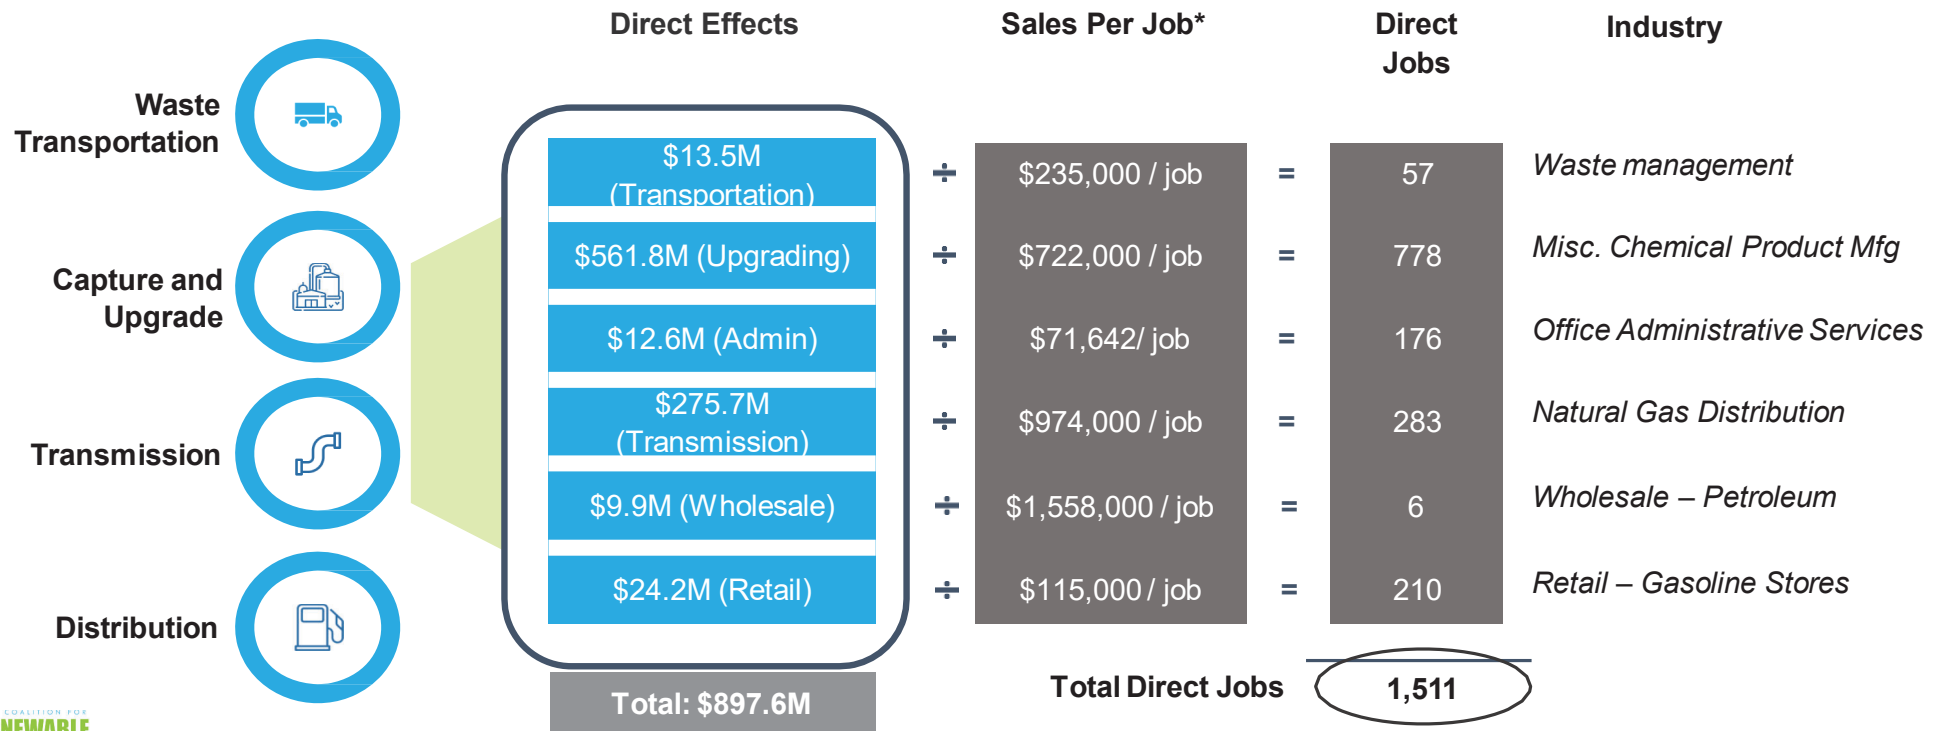 Direct Effects
Sales Per Job*
Direct
Jobs
Industry
Waste
Transportation
$13.5M
(Transportation)
÷
$235,000 / job
=
57
Waste management
Capture and
Upgrade
$561.8M (Upgrading)
÷
$722,000 / job
=
778
Misc. Chemical Product Mfg
$12.6M (Admin)
÷
$71,642/ job
=
176
Office Administrative Services
Transmission
$275.7M
(Transmission)
÷
$974,000 / job
=
283
Natural Gas Distribution
$9.9M (Wholesale)
÷
$1,558,000 / job
=
6
Wholesale – Petroleum
Distribution
$24.2M (Retail)
÷
$115,000 / job
=
210
Retail – Gasoline Stores
Total: $897.6M
Total Direct Jobs
1,511
COALITION FOR
NEWABLE